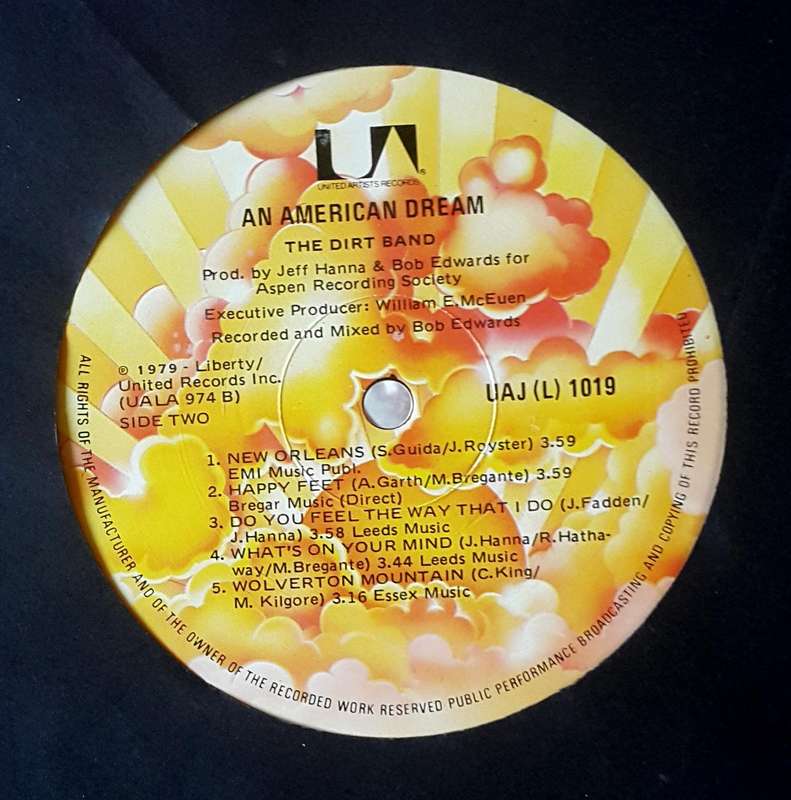 UA®
UNITED ARTISTS RECORDS
AN AMERICAN DREAM
THE DIRT BAND
Prod. by Jeff Hanna & Bob Edwards for
Aspen Recording Society
Executive Producer: William E. McEuen
Recorded and Mixed by Bob Edwards
℗ 1979 - Liberty/
United Records Inc.
(UALA 974 B)
SIDE TWO
UAJ (L) 1019
1. NEW ORLEANS (S.Guida/J.Royster) 3.59
EMI Music Publ.
2. HAPPY FEET (A.Garth/M.Bregante) 3.59
Bregar Music (Direct)
3. DO YOU FEEL THE WAY THAT I DO (J.Fadden/
J.Hanna) 3.58 Leeds Music
4. WHAT'S ON YOUR MIND (J.Hanna/R.Hatha-
way/M.Bregante) 3.44 Leeds Music
5. WOLVERTON MOUNTAIN (C.King/
M. Kilgore) 3.16 Essex Music
ALL RIGHTS OF THE MANUFACTURER AND OF THE OWNER OF THE RECORDED WORK RESERVED PUBLIC PERFORMANCE BROADCASTING AND COPYING OF THIS RECORD PROHIBITED